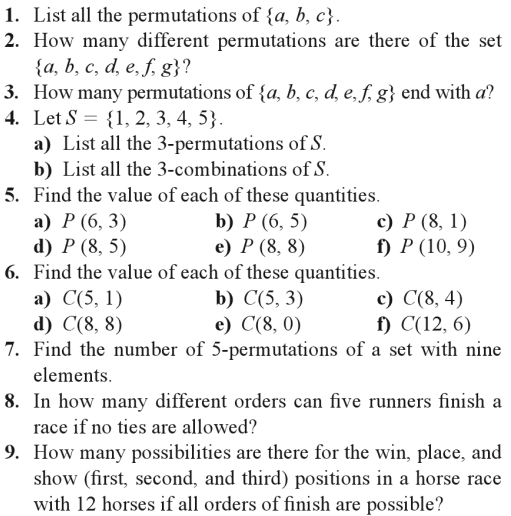 1. List all the permutations of {a, b, c}.
2. How many different permutations are there of the set
{a, b, c, d, e, f, g}?
3. How many permutations of {a, b, c, d, e, f, g} end with a?
4. Let S = {1, 2, 3, 4, 5}.
a) List all the 3-permutations of S.
b) List all the 3-combinations of S.
5. Find the value of each of these quantities.
a) P (6, 3) b) P (6, 5) c) P (8, 1)
d) P (8, 5) e) P (8, 8) f) P (10, 9)
6. Find the value of each of these quantities.
a) C(5, 1) b) C(5, 3) c) C(8, 4)
d) C(8, 8) e) C(8, 0) f) C(12, 6)
7. Find the number of 5-permutations of a set with nine
elements.
8. In how many different orders can five runners finish a
race if no ties are allowed?
9. How many possibilities are there for the win, place, and
show (first, second, and third) positions in a horse race
with 12 horses if all orders of finish are possible?